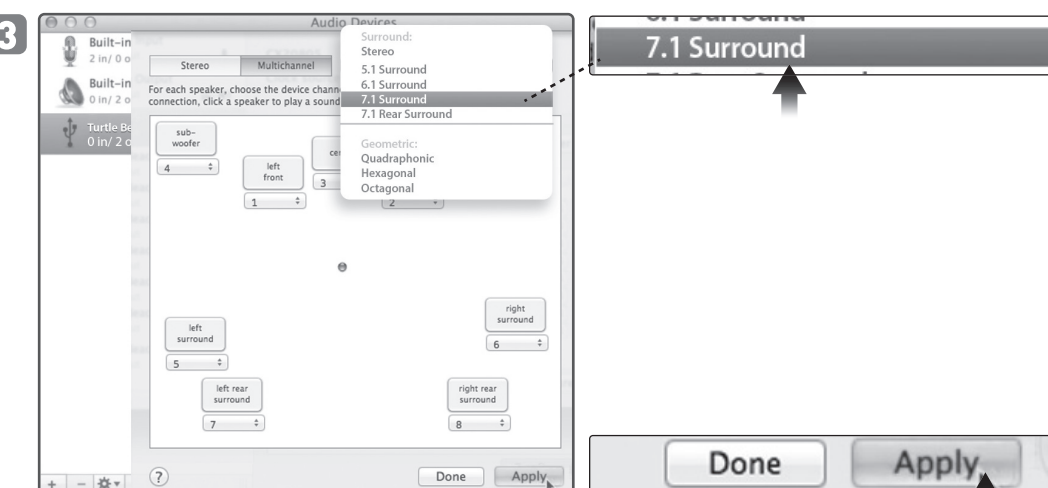 3
Audio Devices
Built-in
2 in/ 0 o
Built-in
0 in/ 2 o
Turtle Be
0 in/ 2 o
Stereo
Multichannel
For each speaker, choose the device chann
connection, click a speaker to play a sound
Surround:
Stereo
5.1 Surround
6.1 Surround
7.1 Surround
7.1 Rear Surround
Geometric:
Quadraphonic
Hexagonal
Octagonal
sub-
woofer
4
left
front
1
cen
3
2
left
surround
5
right
surround
6
left rear
surround
7
right rear
surround
8
+ -
?
Done
Apply
7.1 Surround
Done
Apply